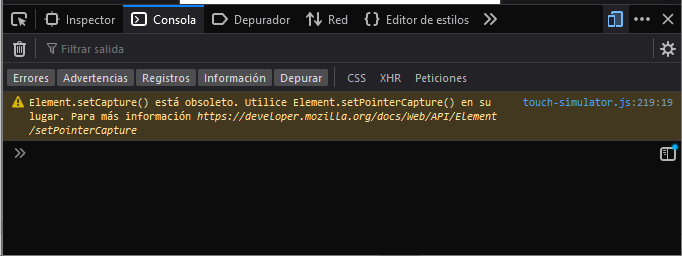 Inspector Consola Depurador Red Editor de estilos
Filtrar salida
Errores Advertencias Registros Información Depurar CSS XHR Peticiones
Element.setCapture() está obsoleto. Utilice Element.setPointerCapture() en su touch-simulator.js:219:19
lugar. Para más información https://developer.mozilla.org/docs/Web/API/Element
/setPointerCapture